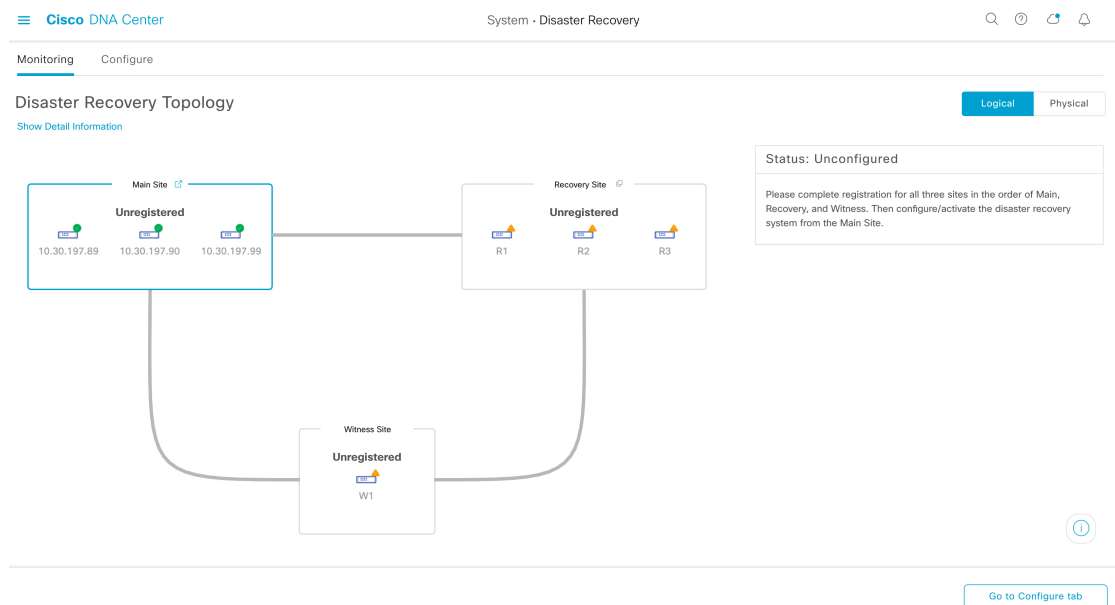 Cisco DNA Center
System · Disaster Recovery
Monitoring
Configure
Disaster Recovery Topology
Logical
Physical
Show Detail Information
Status: Unconfigured
Please complete registration for all three sites in the order of Main,
Recovery, and Witness. Then configure/activate the disaster recovery
system from the Main Site.
Main Site
Unregistered
10.30.197.89
10.30.197.90
10.30.197.99
Recovery Site
Unregistered
R1
R2
R3
Witness Site
Unregistered
W1
Go to Configure tab